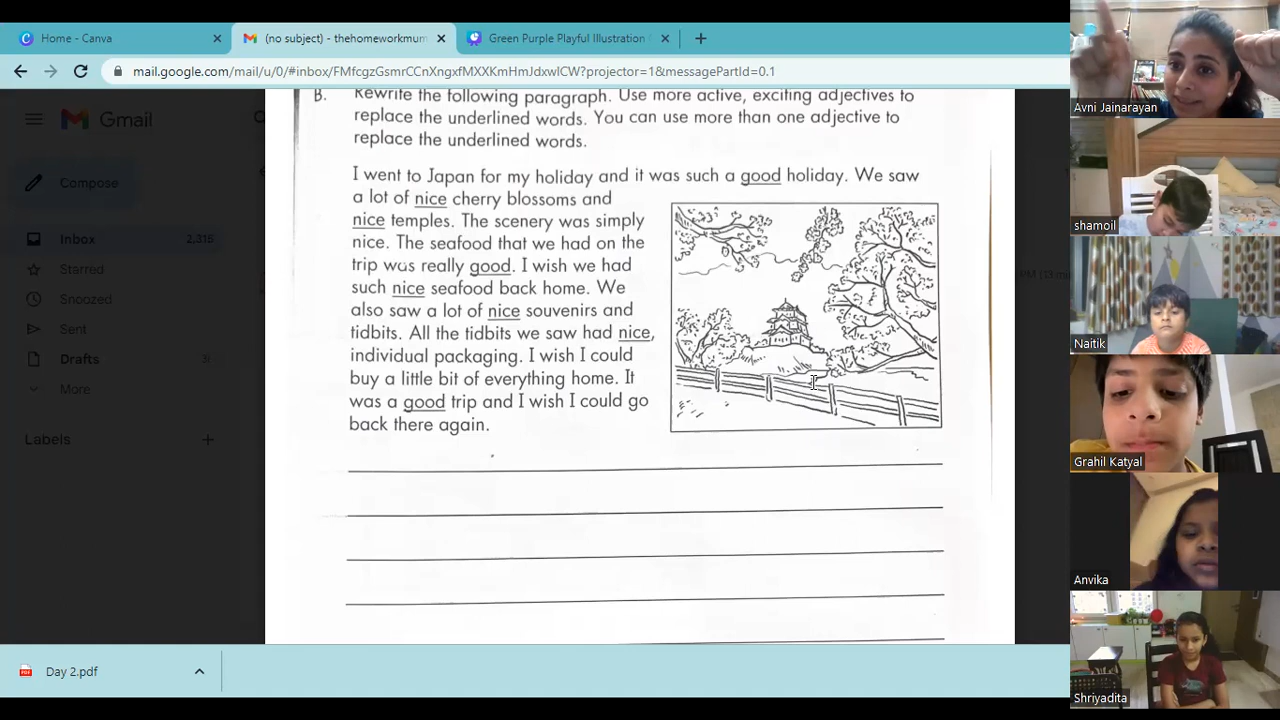 Home - Canva
(no subject) - thehomeworkmum
Green Purple Playful Illustration
mail.google.com/mail/u/0/#inbox/FMfcgzGsmrCCnXngxfMXXKmHmJdxwlCW?projector=1&messagePartId=0.1
Gmail
Compose
Inbox 2,315
Starred
Snoozed
Sent
Drafts
More
Labels
B. Rewrite the following paragraph. Use more active, exciting adjectives to
replace the underlined words. You can use more than one adjective to
replace the underlined words.
I went to Japan for my holiday and it was such a good holiday. We saw
a lot of nice cherry blossoms and
nice temples. The scenery was simply
nice. The seafood that we had on the
trip was really good. I wish we had
such nice seafood back home. We
also saw a lot of nice souvenirs and
tidbits. All the tidbits we saw had nice,
individual packaging. I wish I could
buy a little bit of everything home. It
was a good trip and I wish I could go
back there again.
Day 2.pdf
Avni Jainarayan
shamoil
Naitik
Grahil Katyal
Anvika
Shriyadita